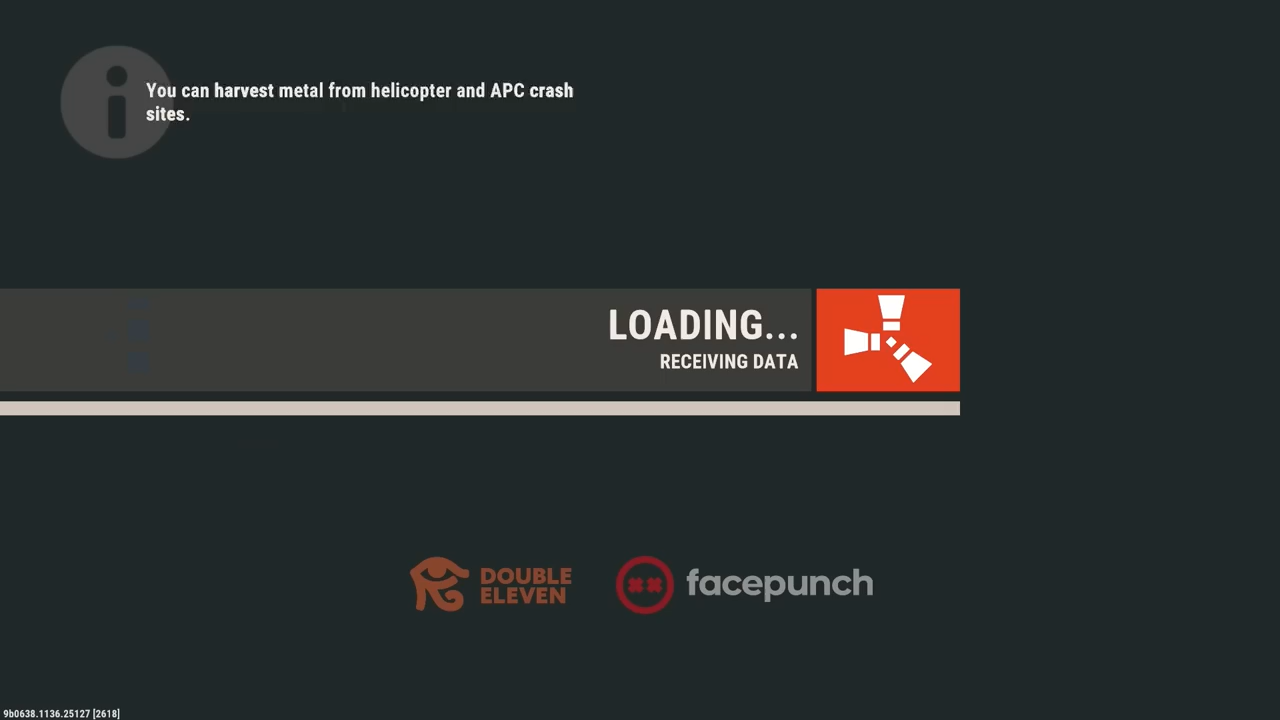 You can harvest metal from helicopter and APC crash
sites.
LOADING...
RECEIVING DATA
DOUBLE
ELEVEN
facepunch
9b0638.1136.25127 [2618]